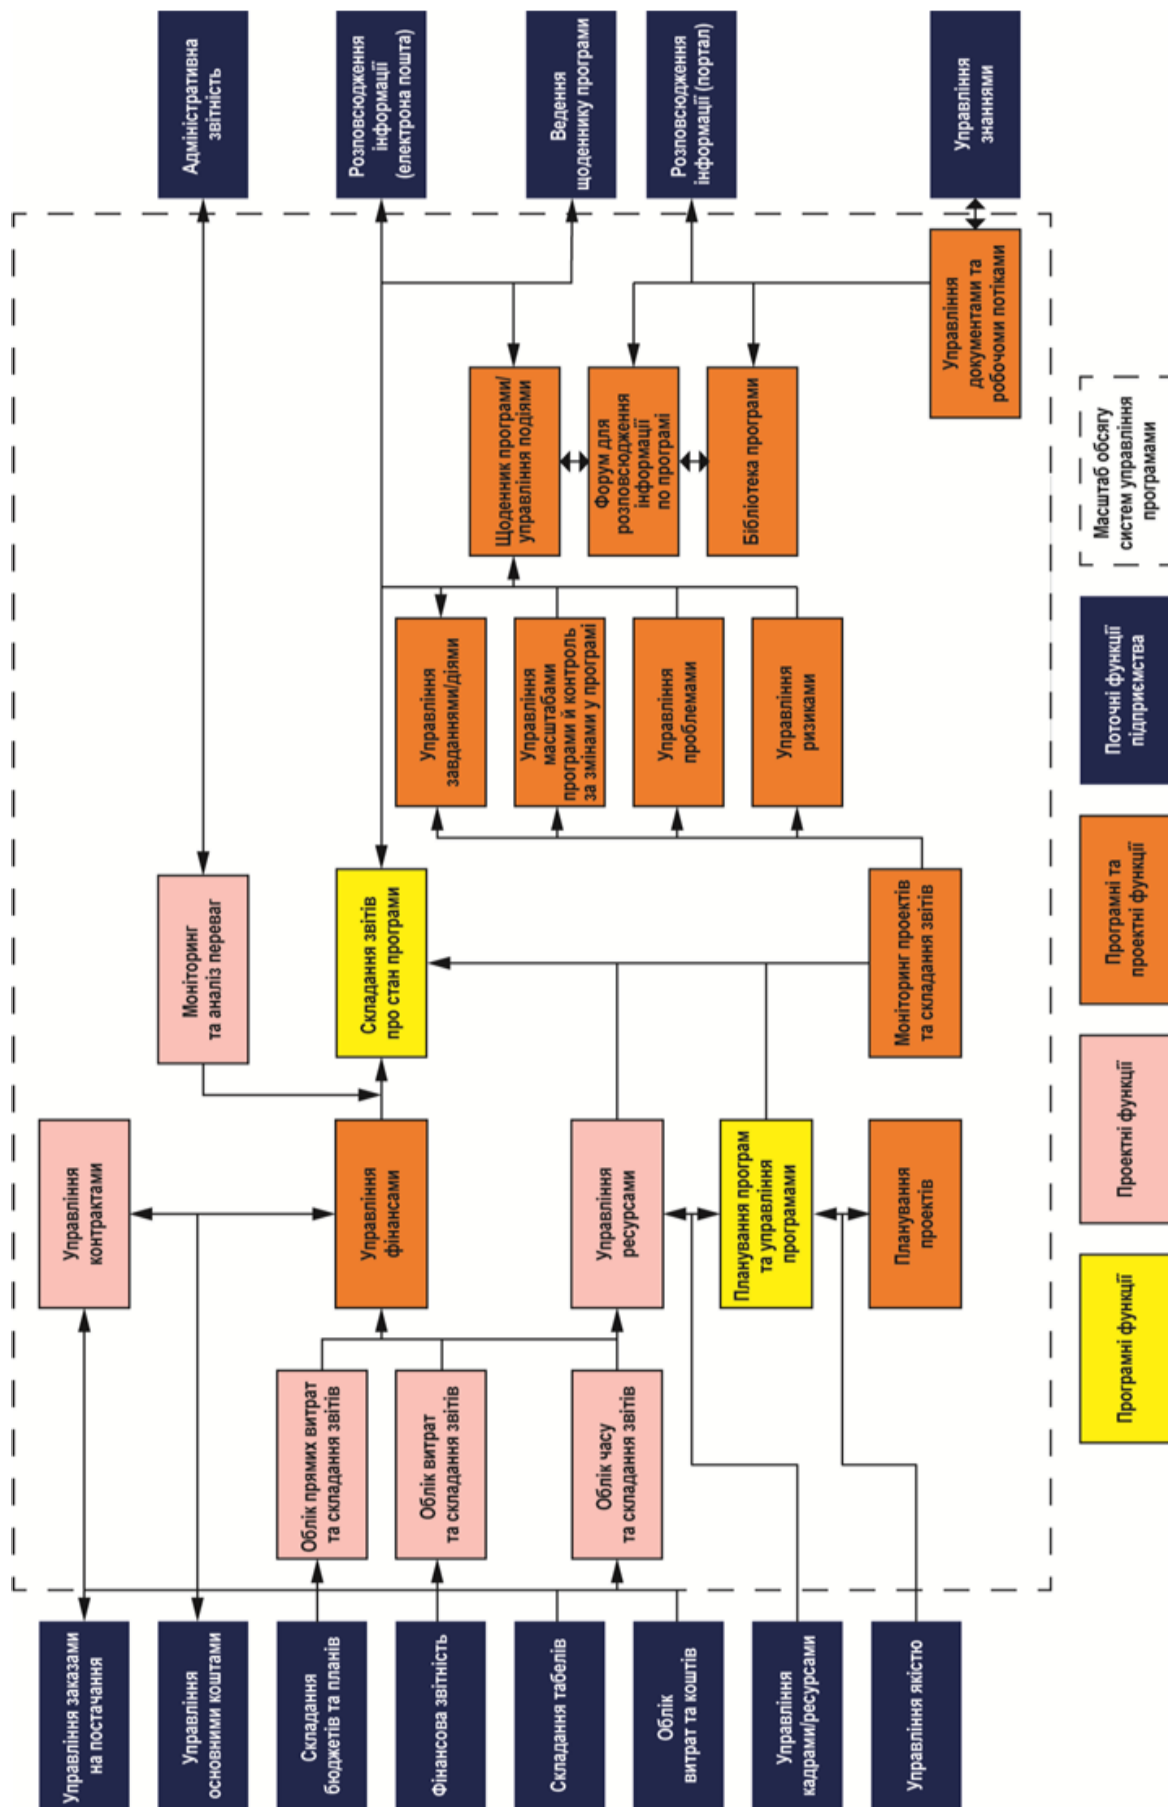 Управління заказами
на постачання
Управління
основними коштами
Складання
бюджетів та планів
Фінансова звітність
Складання табелів
Облік
витрат та коштів
Управління
кадрами/ресурсами
Управління якістю
Облік прямих витрат
та складання звітів
Облік витрат
та складання звітів
Облік часу
та складання звітів
Управління
контрактами
Управління
фінансами
Управління
ресурсами
Планування програм
та управління
програмами
Планування
проектів
Моніторинг
та аналіз переваг
Складання звітів
про стан програми
Моніторинг проектів
та складання звітів
Управління
завданнями/діями
Управління
масштабами
програми й контроль
за змінами у програмі
Управління
проблемами
Управління
ризиками
Щоденник програми/
управління подіями
Форум для
розповсюдження
інформації
по програмі
Бібліотека програми
Управління
документами та
робочоми потіками
Адміністративна
звітність
Розповсюдження
інформації
(електрона пошта)
Ведення
щоденнику програми
Розповсюдження
інформації (портал)
Управління
знаннями
Програмні функції
Проектні функції
Програмні та
проектні функції
Поточні функції
підприємства
Масштаб обсягу
систем управління
програмами